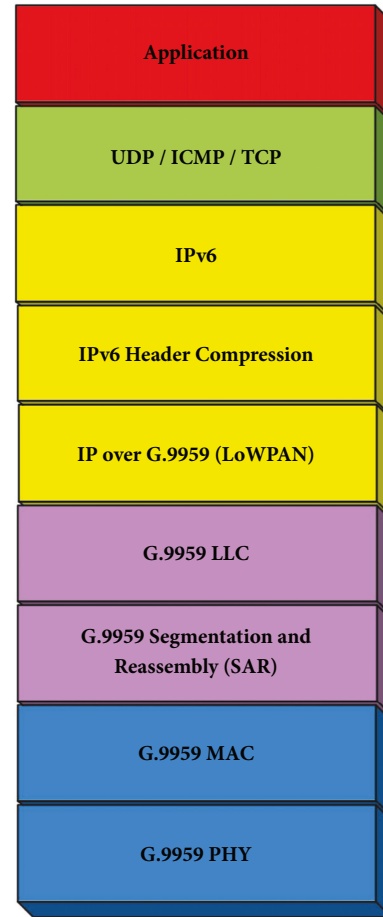 Application
UDP / ICMP / TCP
IPv6
IPv6 Header Compression
IP over G.9959 (LoWPAN)
G.9959 LLC
G.9959 Segmentation and
Reassembly (SAR)
G.9959 MAC
G.9959 PHY